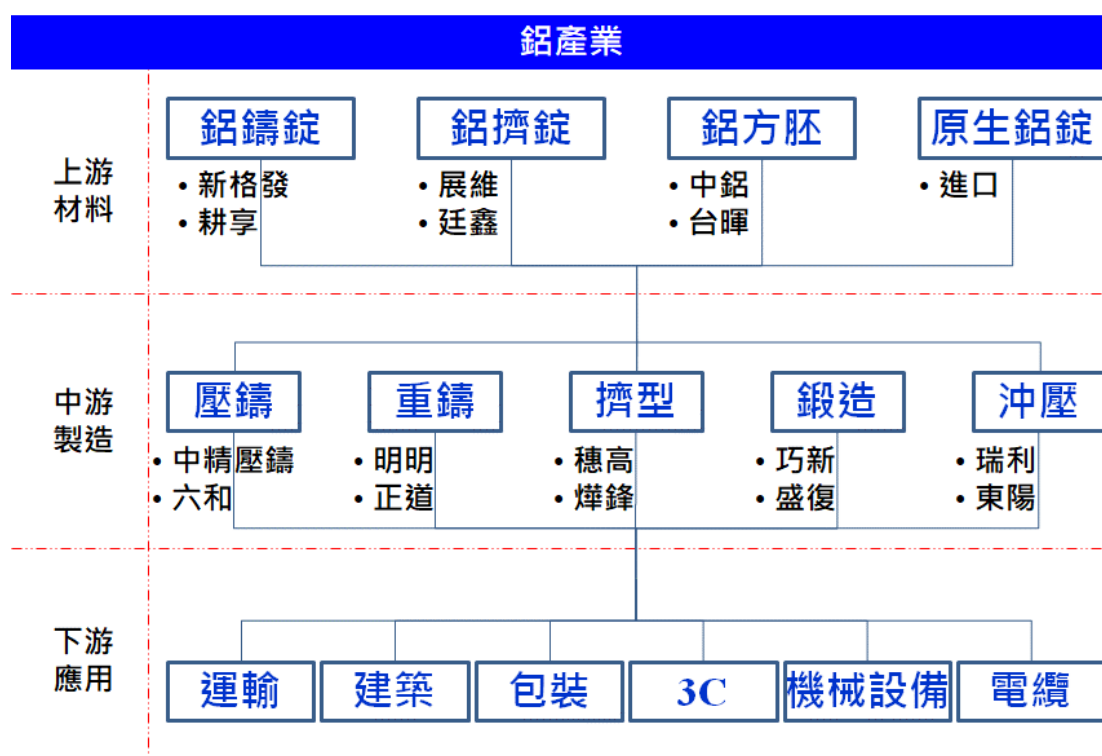 鋁產業
上游
材料
鋁鑄錠
鋁擠錠
鋁方胚
原生鋁錠
• 新格發
• 耕享
• 展維
• 廷鑫
• 中鋁
• 台暉
• 進口
中游
製造
壓鑄
重鑄
擠型
鍛造
沖壓
• 中精壓鑄
• 六和
• 明明
• 正道
• 穗高
• 燁鋒
• 巧新
• 盛復
• 瑞利
• 東陽
下游
應用
運輸
建築
包裝
3C
機械設備
電纜